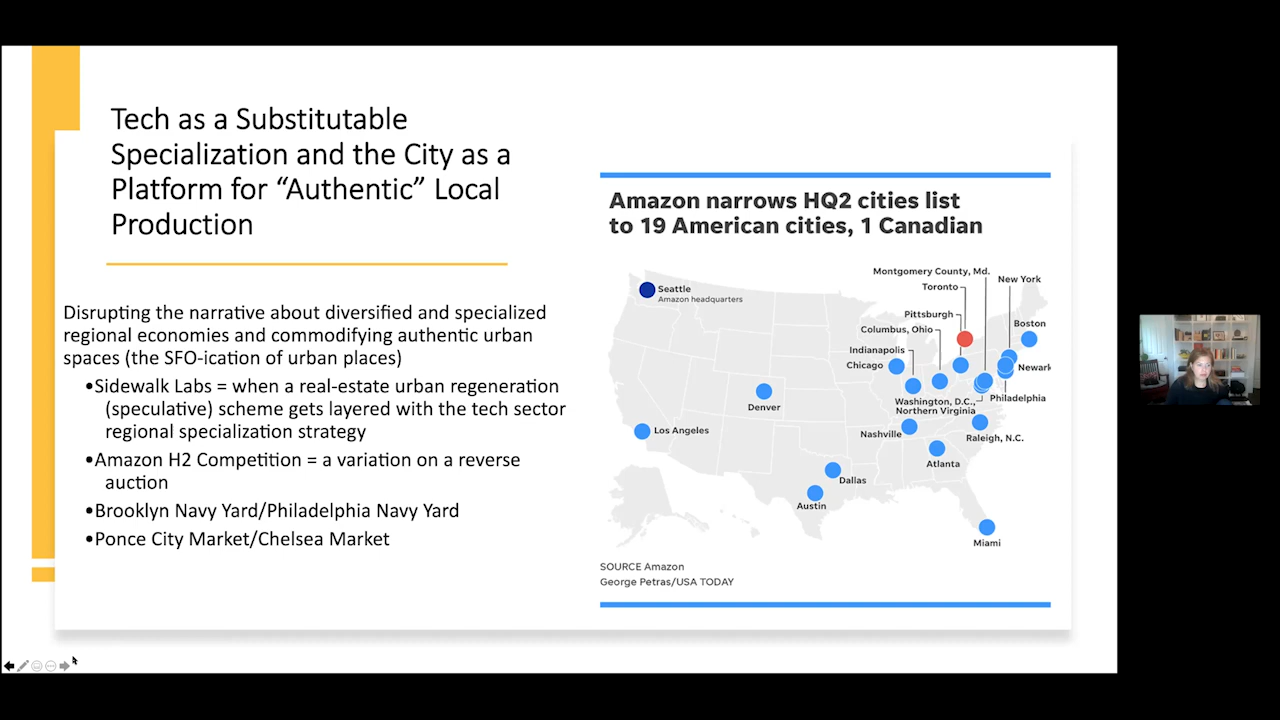 Tech as a Substitutable
Specialization and the City as a
Platform for “Authentic” Local
Production
Disrupting the narrative about diversified and specialized
regional economies and commodifying authentic urban
spaces (the SFO-ication of urban places)
•Sidewalk Labs = when a real-estate urban regeneration
(speculative) scheme gets layered with the tech sector
regional specialization strategy
•Amazon H2 Competition = a variation on a reverse
auction
•Brooklyn Navy Yard/Philadelphia Navy Yard
•Ponce City Market/Chelsea Market
Amazon narrows HQ2 cities list
to 19 American cities, 1 Canadian
Seattle
Amazon headquarters
Montgomery County, Md.
New York
Toronto
Pittsburgh
Boston
Columbus, Ohio
Indianapolis
Chicago
Newark
Washington, D.C.,
Northern Virginia
Philadelphia
Denver
Los Angeles
Nashville
Raleigh, N.C.
Atlanta
Dallas
Austin
Miami
SOURCE Amazon
George Petras/USA TODAY